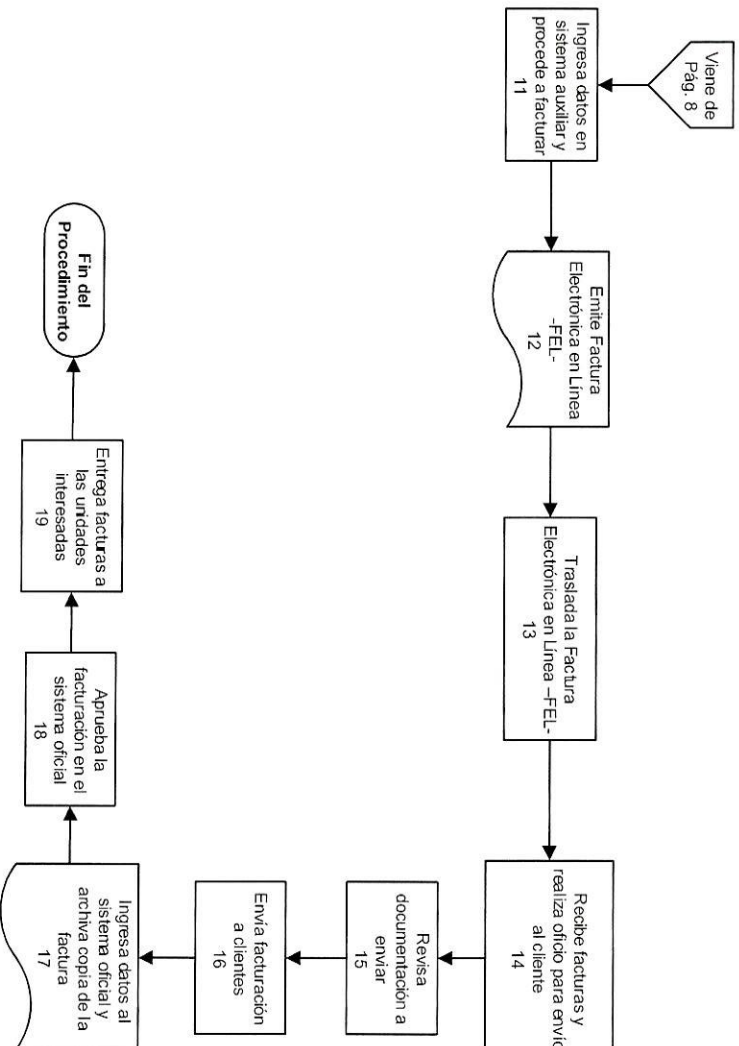 Viene de
Pág. 8
Ingresa datos en
sistema auxiliar y
procede a facturar
11
Emite Factura
Electrónica en Línea
-FEL-
12
Traslada la Factura
Electrónica en Línea –FEL-
13
Recibe facturas y
realiza oficio para envío
al cliente
14
Revisa
documentación a
enviar
15
Envía facturación
a clientes
16
Ingresa datos al
sistema oficial y
archiva copia de la
factura
17
Aprueba la
facturación en el
sistema oficial
18
Entrega facturas a
las unidades
interesadas
19
Fin del
Procedimiento